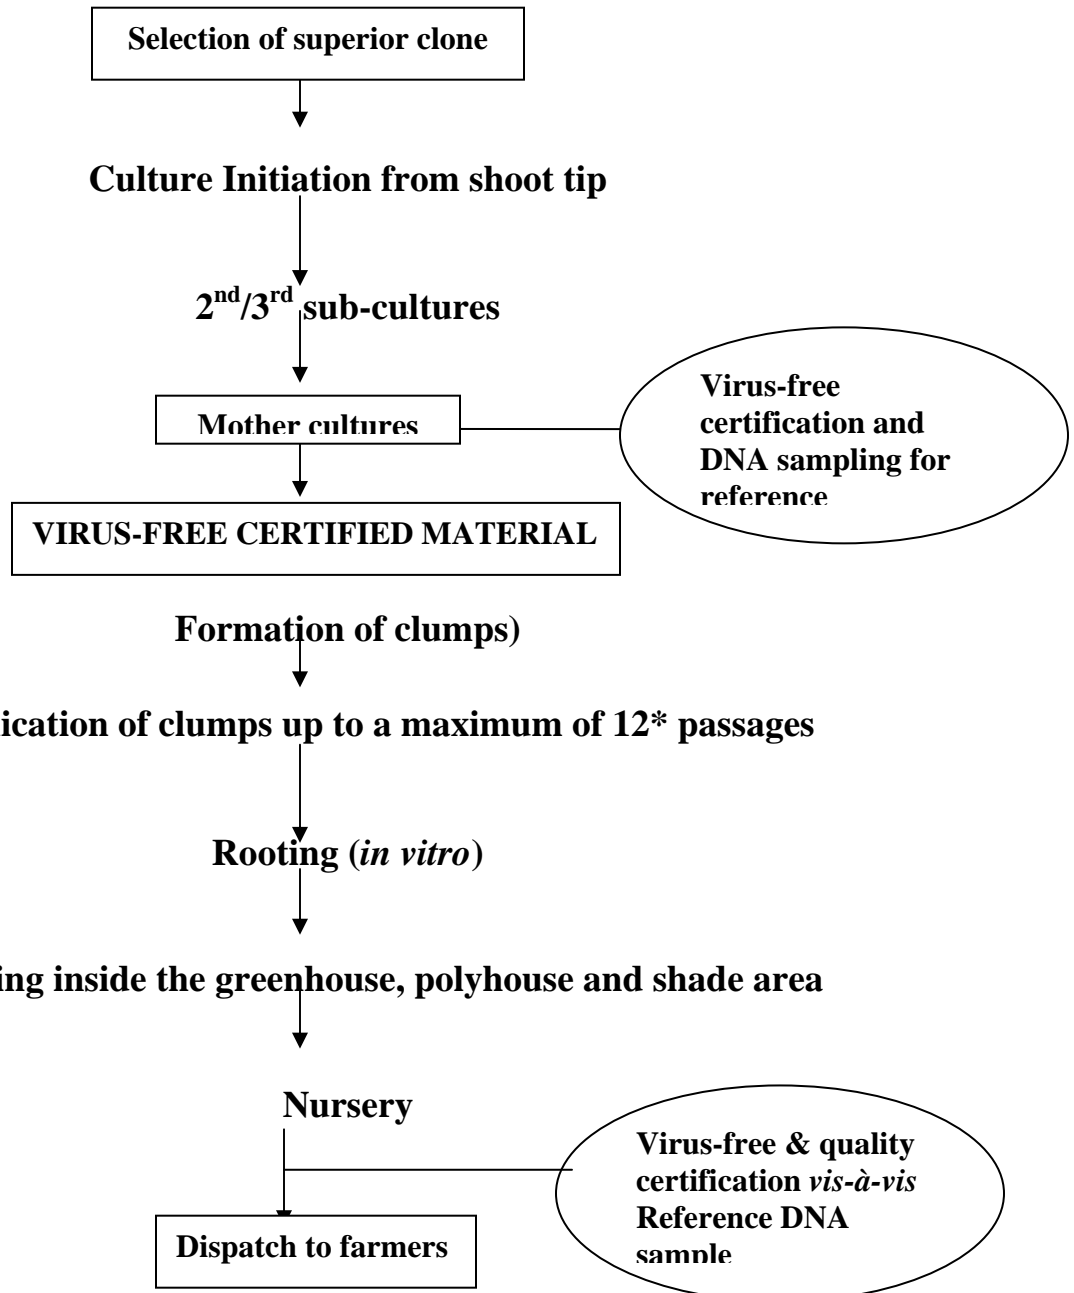 Selection of superior clone
Culture Initiation from shoot tip
2nd/3rd sub-cultures
Mother cultures
Virus-free
certification and
DNA sampling for
reference
VIRUS-FREE CERTIFIED MATERIAL
Formation of clumps)
lication of clumps up to a maximum of 12* passages
Rooting (in vitro)
ing inside the greenhouse, polyhouse and shade area
Nursery
Virus-free & quality
certification vis-à-vis
Reference DNA
sample
Dispatch to farmers